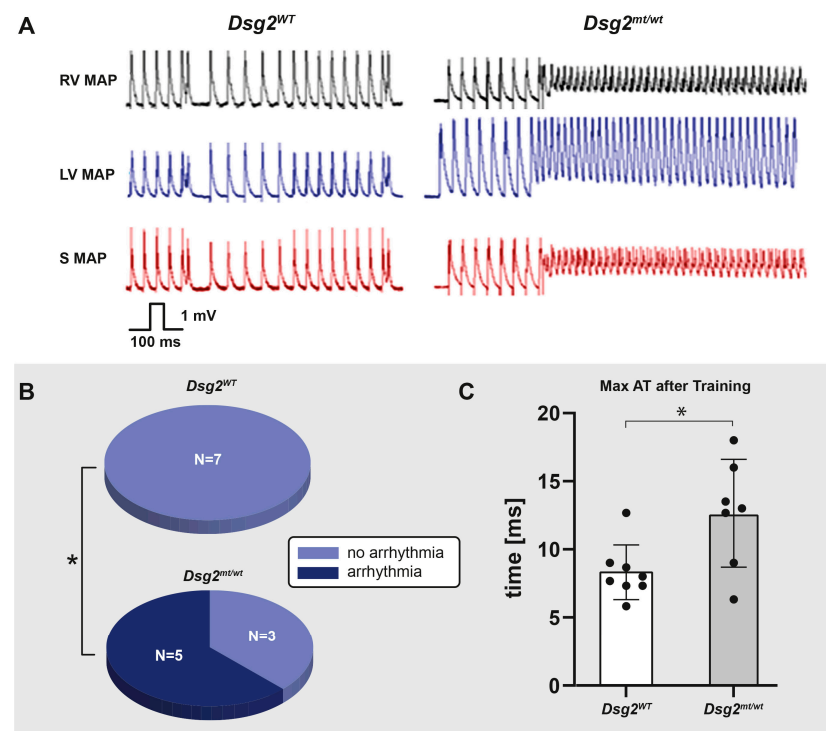 A
Dsg2WT
Dsg2mt/wt
RV MAP
LV MAP
S MAP
1 mV
100 ms
B
Dsg2WT
N=7
*
no arrhythmia
arrhythmia
Dsg2mt/wt
N=3
N=5
C
Max AT after Training
*
time [ms]
20
15
10
5
0
Dsg2WT
Dsg2mt/wt